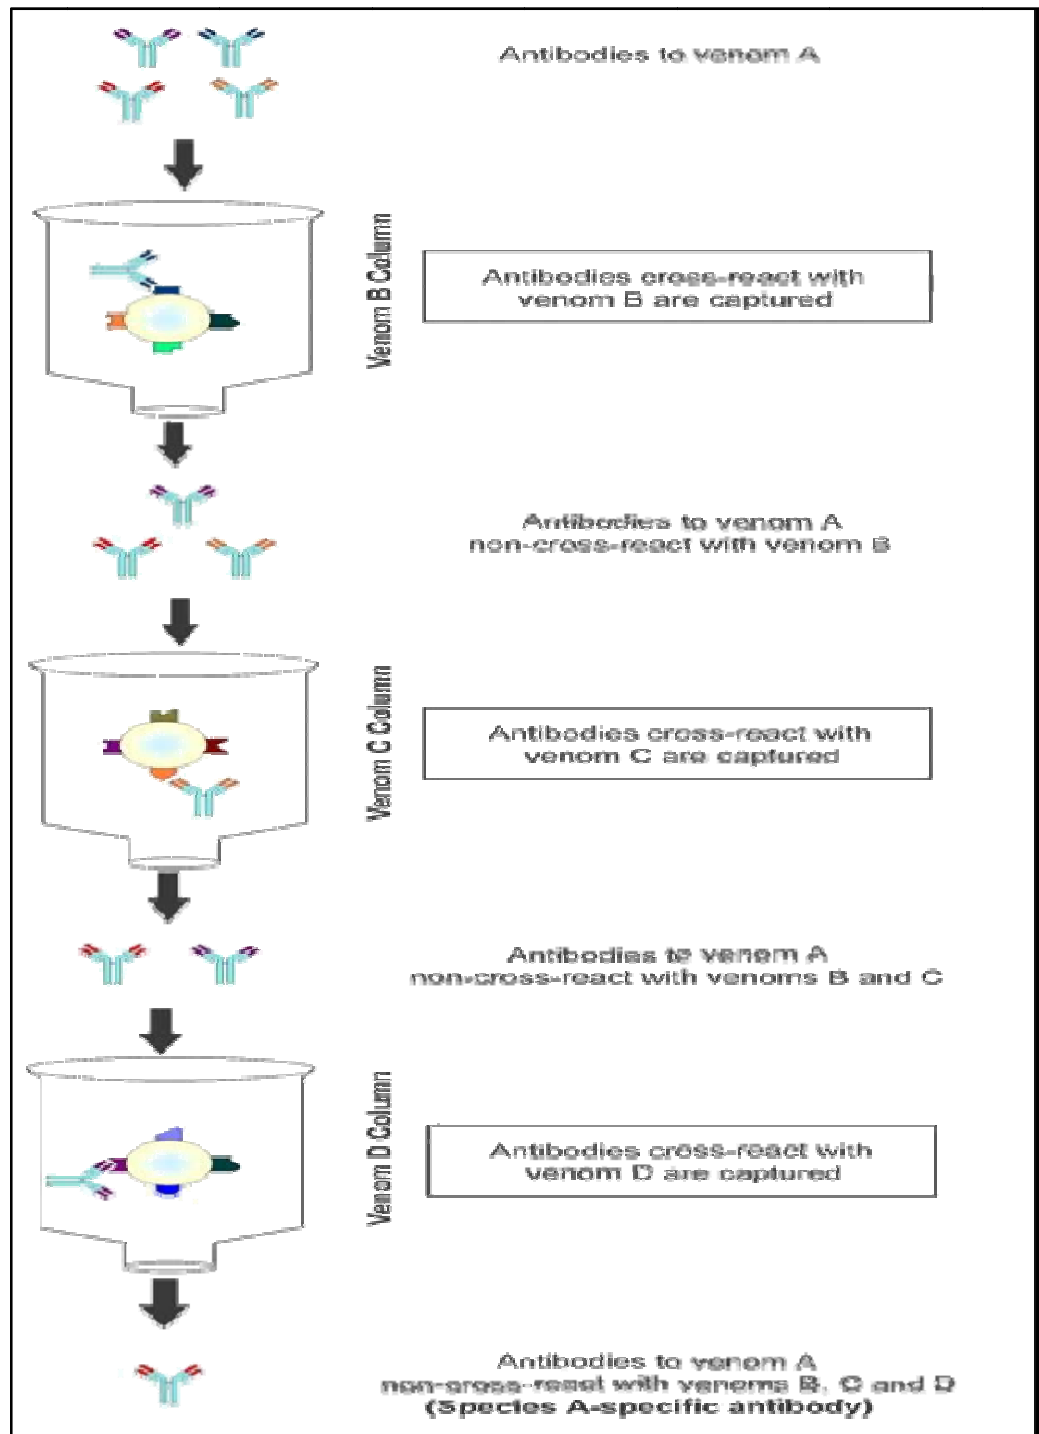 Antibodies to venom A
Venom B Column
Antibodies cross-react with
venom B are captured
Antibodies to venom A
non-cross-react with venom B
Venom C Column
Antibodies cross-react with
venom C are captured
Antibodies to venom A
non-cross-react with venoms B and C
Venom D Column
Antibodies cross-react with
venom D are captured
Antibodies to venom A
non-cross-react with venoms B, C and D
(Species A-specific antibody)